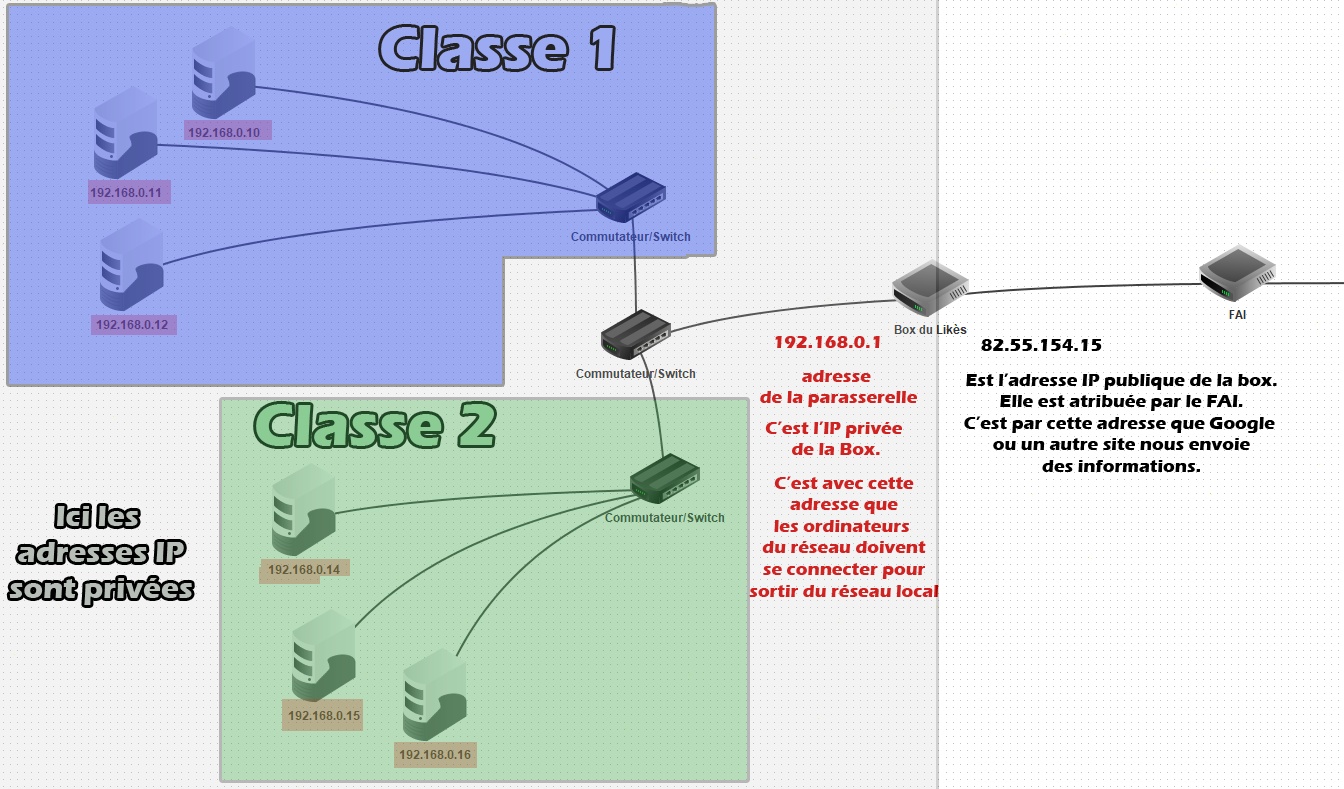 Classe 1
192.168.0.10
192.168.0.11
192.168.0.12
Commutateur/Switch
Commutateur/Switch
Box du Likès
FAI
192.168.0.1
adresse
de la parasserelle
C'est l'IP privée
de la Box.
C'est avec cette
adresse que
les ordinateurs
du réseau doivent
se connecter pour
sortir du réseau local
82.55.154.15
Est l'adresse IP publique de la box.
Elle est atribuée par le FAI.
C'est par cette adresse que Google
ou un autre site nous envoie
des informations.
Classe 2
Commutateur/Switch
192.168.0.14
192.168.0.15
192.168.0.16
Ici les
adresses IP
sont privées